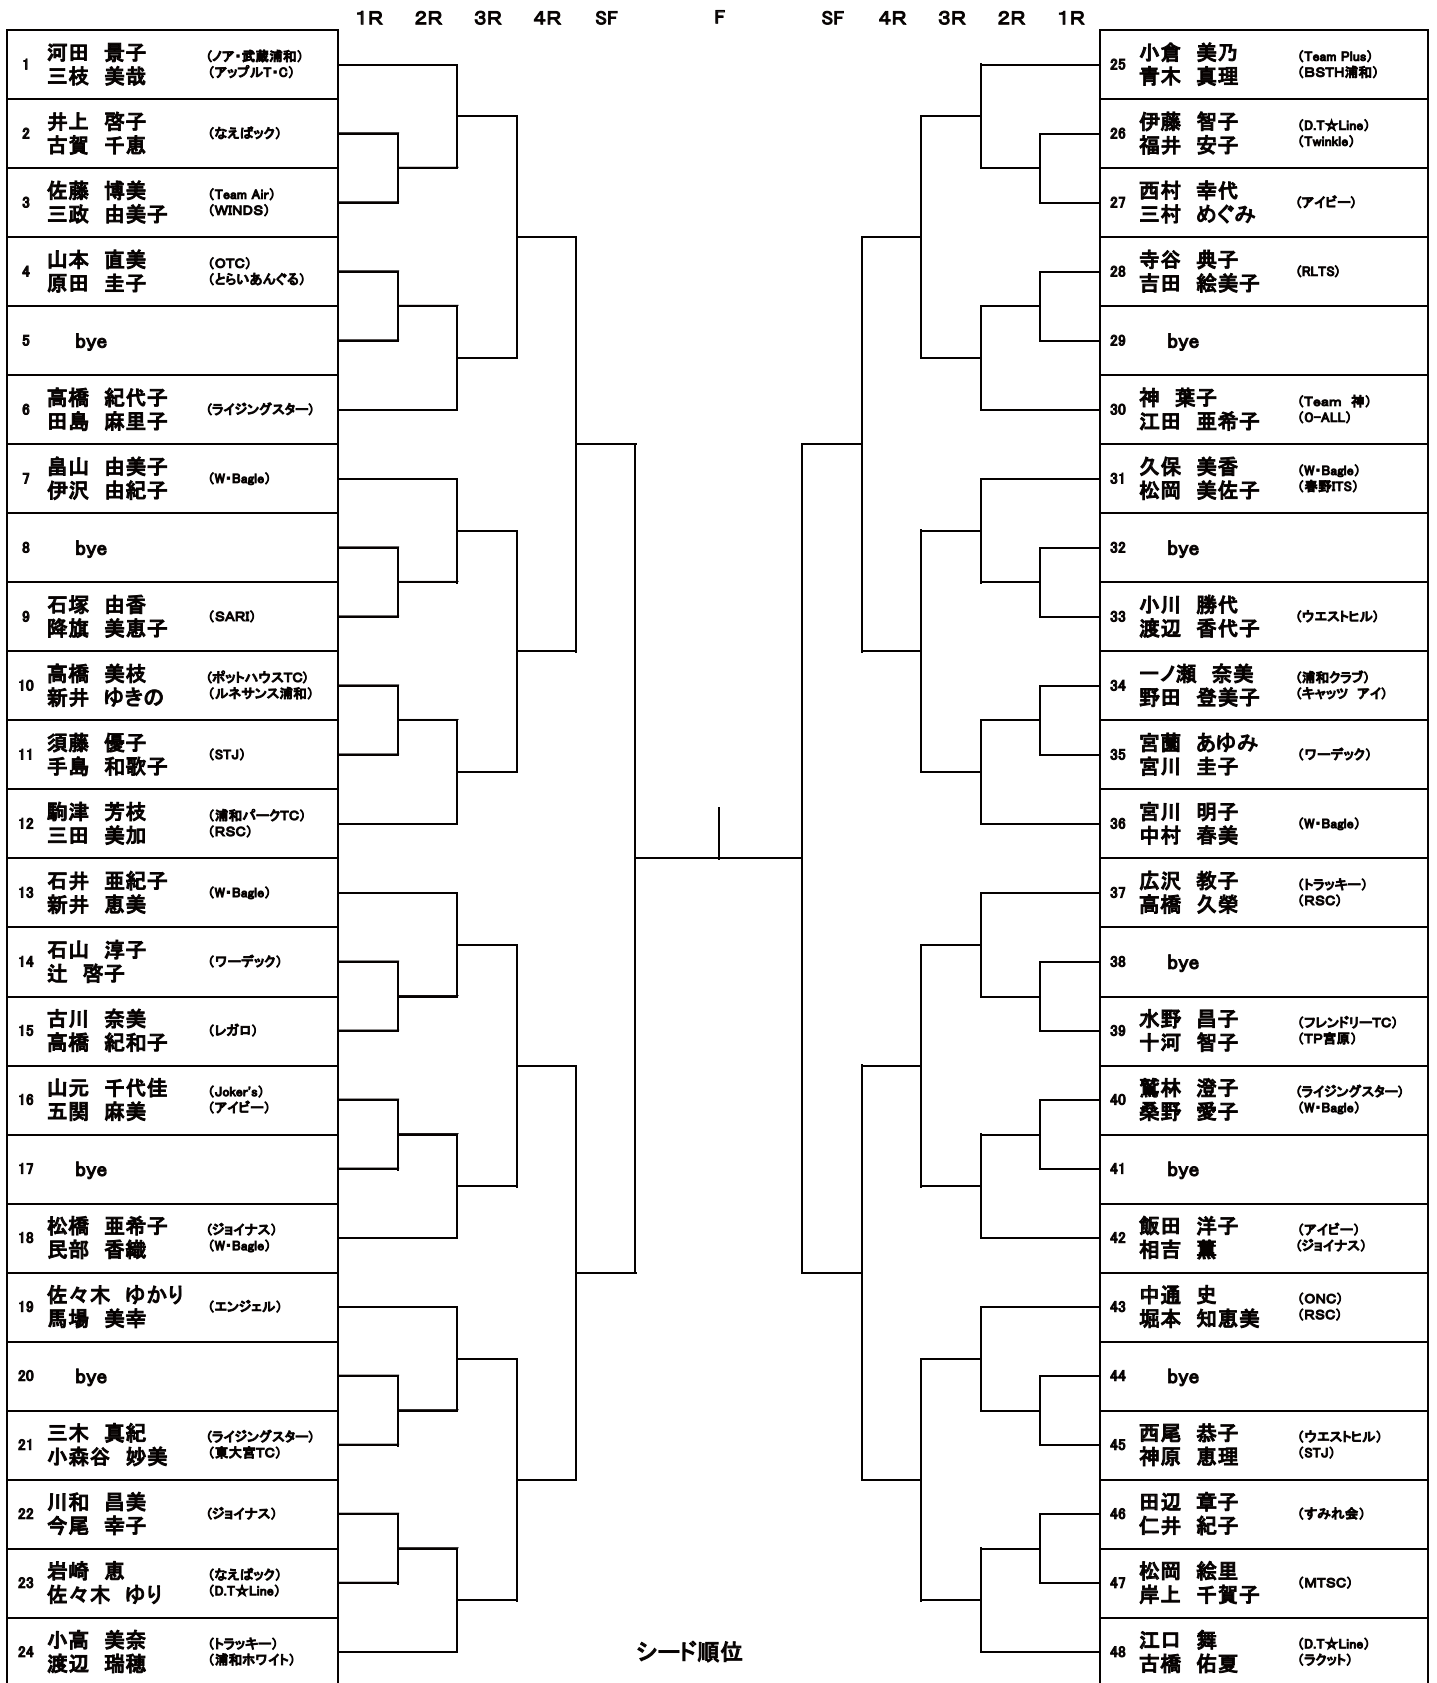 1R 2R 3R 4R SF F SF 4R 3R 2R 1R
1 河田 景子 (ノア・武蔵浦和)
三枝 美哉 (アップルT・C)
2 井上 啓子 (なえばック)
古賀 千恵
3 佐藤 博美 (Team Air)
三政 由美子 (WINDS)
4 山本 直美 (OTC)
原田 圭子 (とらいあんぐる)
5 bye
6 高橋 紀代子 (ライジングスター)
田島 麻里子
7 畠山 由美子 (W・Bagle)
伊沢 由紀子
8 bye
9 石塚 由香 (SARI)
降旗 美恵子
10 高橋 美枝 (ポットハウスTC)
新井 ゆきの (ルネサンス浦和)
11 須藤 優子 (STJ)
手島 和歌子
12 駒津 芳枝 (浦和パークTC)
三田 美加 (RSC)
13 石井 亜紀子 (W・Bagle)
新井 恵美
14 石山 淳子 (ワーデック)
辻 啓子
15 古川 奈美 (レガロ)
高橋 紀和子
16 山元 千代佳 (Joker's)
五関 麻美 (アイビー)
17 bye
18 松橋 亜希子 (ジョイナス)
民部 香織 (W・Bagle)
19 佐々木 ゆかり (エンジェル)
馬場 美幸
20 bye
21 三木 真紀 (ライジングスター)
小森谷 妙美 (東大宮TC)
22 川和 昌美 (ジョイナス)
今尾 幸子
23 岩崎 恵 (なえばック)
佐々木 ゆり (D.T☆Line)
24 小高 美奈 (トラッキー)
渡辺 瑞穂 (浦和ホワイト)
25 小倉 美乃 (Team Plus)
青木 真理 (BSTH浦和)
26 伊藤 智子 (D.T☆Line)
福井 安子 (Twinkle)
27 西村 幸代 (アイビー)
三村 めぐみ
28 寺谷 典子 (RLTS)
吉田 絵美子
29 bye
30 神 葉子 (Team 神)
江田 亜希子 (O-ALL)
31 久保 美香 (W・Bagle)
松岡 美佐子 (春野ITS)
32 bye
33 小川 勝代 (ウエストヒル)
渡辺 香代子
34 一ノ瀬 奈美 (浦和クラブ)
野田 登美子 (キャッツ アイ)
35 宮薗 あゆみ (ワーデック)
宮川 圭子
36 宮川 明子 (W・Bagle)
中村 春美
37 広沢 教子 (トラッキー)
高橋 久榮 (RSC)
38 bye
39 水野 昌子 (フレンドリーTC)
十河 智子 (TP宮原)
40 鷲林 澄子 (ライジングスター)
桑野 愛子 (W・Bagle)
41 bye
42 飯田 洋子 (アイビー)
相吉 薫 (ジョイナス)
43 中通 史 (ONC)
堀本 知恵美 (RSC)
44 bye
45 西尾 恭子 (ウエストヒル)
神原 恵理 (STJ)
46 田辺 章子 (すみれ会)
仁井 紀子
47 松岡 絵里 (MTSC)
岸上 千賀子
48 江口 舞 (D.T☆Line)
古橋 佑夏 (ラクット)
シード順位